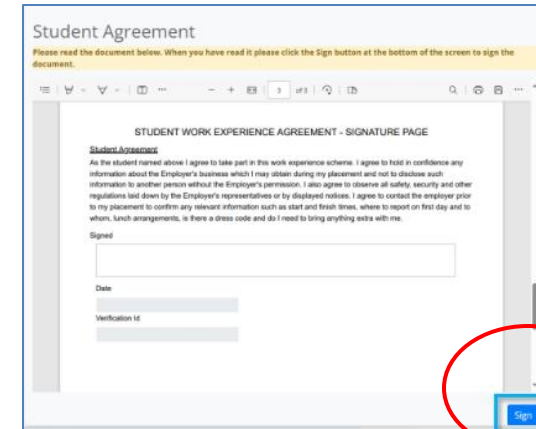 Student Agreement
Please read the document below. When you have read it please click the Sign button at the bottom of the screen to sign the
document.
3 of 3
STUDENT WORK EXPERIENCE AGREEMENT - SIGNATURE PAGE
Student Agreement
As the student named above I agree to take part in this work experience scheme. I agree to hold in confidence any
information about the Employer's business which I may obtain during my placement and not to disclose such
information to another person without the Employer's permission. I also agree to observe all safety, security and other
regulations laid down by the Employer's representatives or by displayed notices. I agree to contact the employer prior
to my placement to confirm any relevant information such as start and finish times, where to report on first day and to
whom, lunch arrangements, is there a dress code and do I need to bring anything extra with me.
Signed
Date
Verification Id
Sign